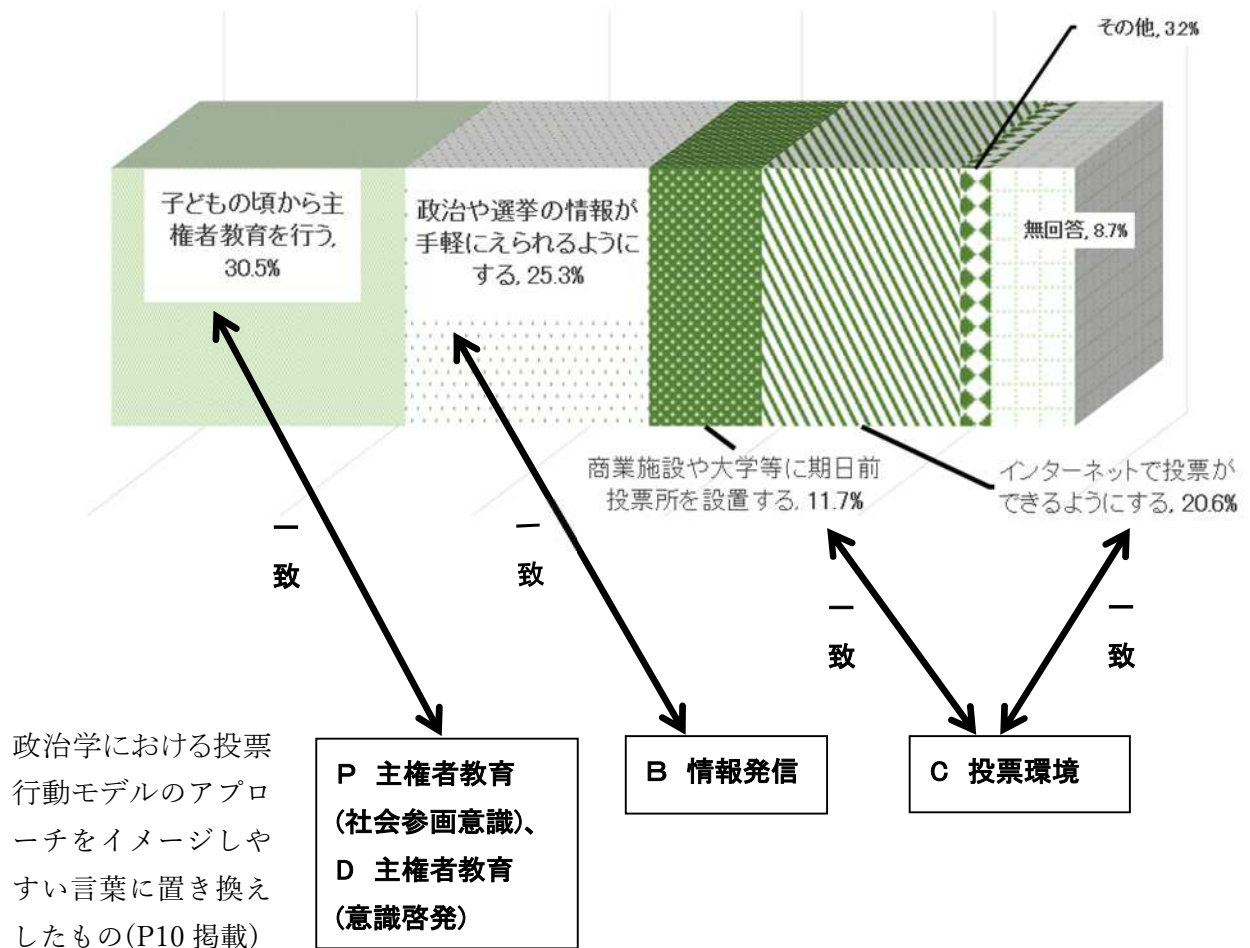 その他, 3.2%
子どもの頃から主
権者教育を行う,
30.5%
政治や選挙の情報が
手軽にえられるように
する, 25.3%
無回答, 8.7%
商業施設や大学等に期日前
投票所を設置する, 11.7%
インターネットで投票が
できるようにする, 20.6%
一致
一致
一致
一致
政治学における投票
行動モデルのアプロ
ーチをイメージしや
すい言葉に置き換え
したもの(P10 掲載)
P 主権者教育
(社会参画意識)、
D 主権者教育
(意識啓発)
B 情報発信
C 投票環境